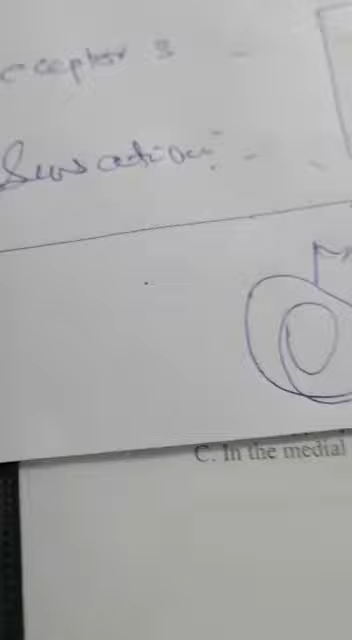 ceptor s -
Sensation: -
C. In the medial